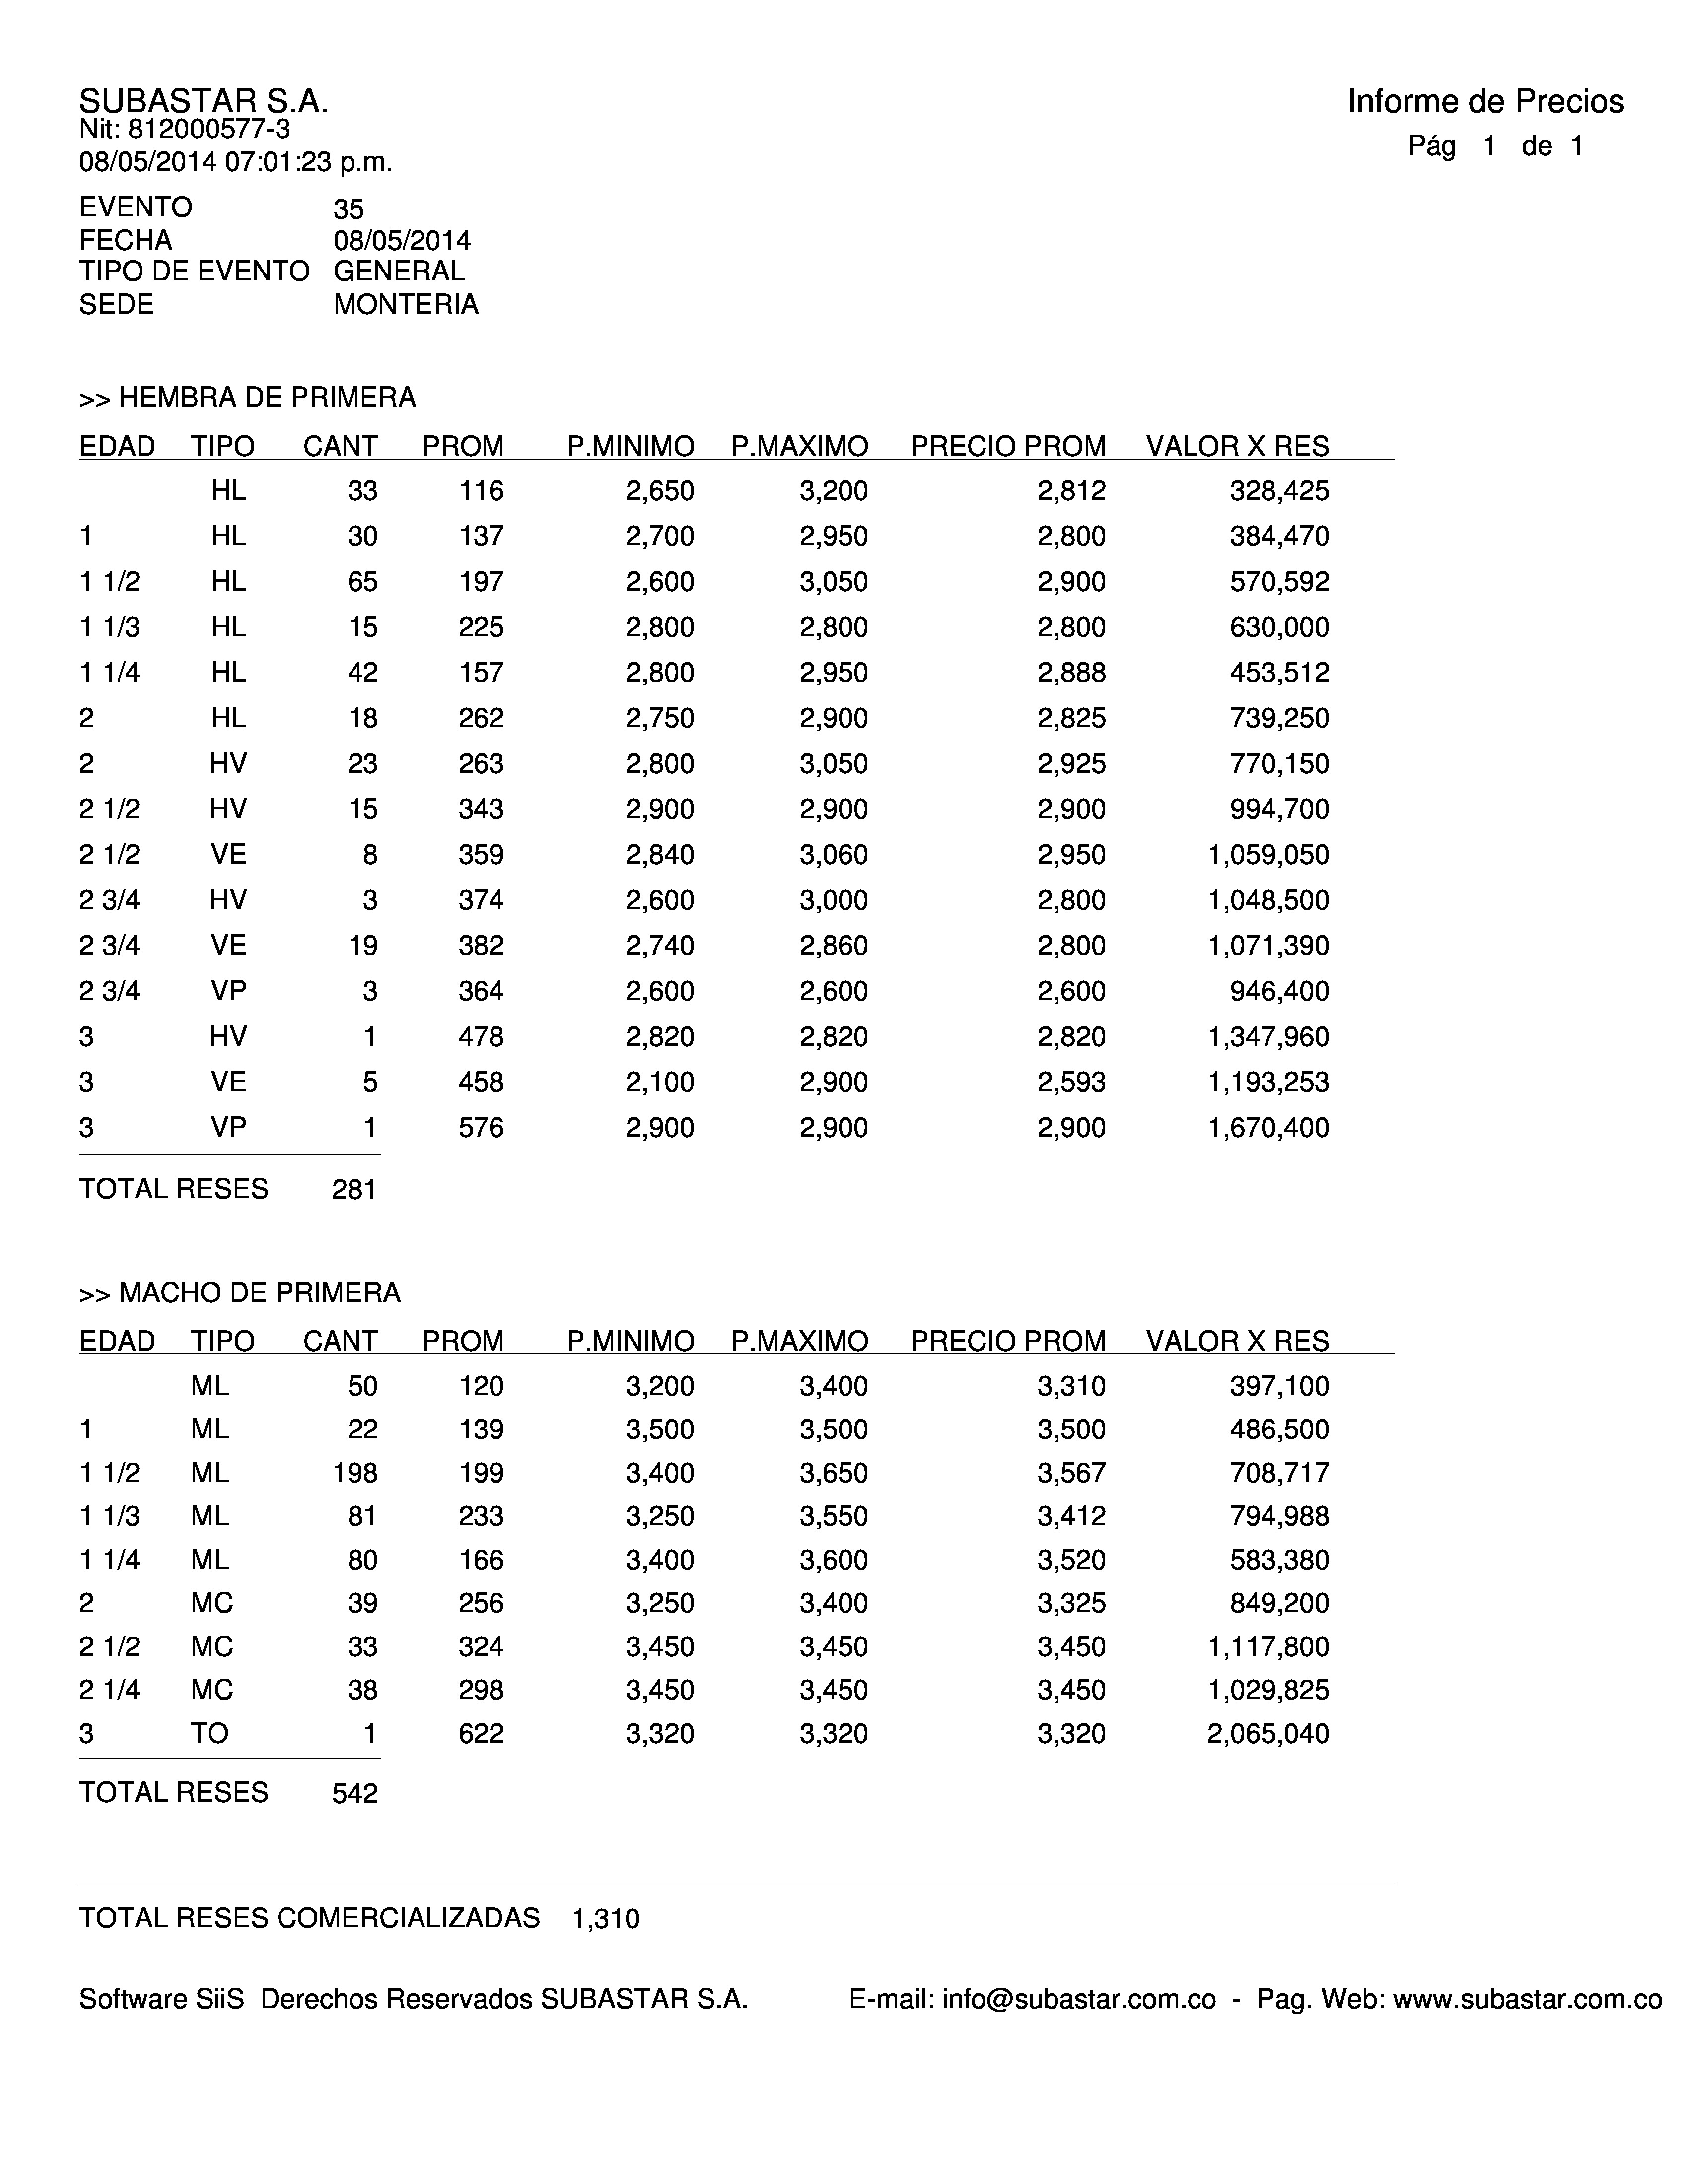 SUBASTAR S.A.
Informe de Precios
Nit: 812000577-3
Pág 1 de 1
08/05/2014 07:01:23 p.m.
EVENTO 35
FECHA 08/05/2014
TIPO DE EVENTO GENERAL
SEDE MONTERIA
>> HEMBRA DE PRIMERA
EDAD TIPO CANT PROM P.MINIMO P.MAXIMO PRECIO PROM VALOR X RES
HL 33 116 2,650 3,200 2,812 328,425
1 HL 30 137 2,700 2,950 2,800 384,470
1 1/2 HL 65 197 2,600 3,050 2,900 570,592
1 1/3 HL 15 225 2,800 2,800 2,800 630,000
1 1/4 HL 42 157 2,800 2,950 2,888 453,512
2 HL 18 262 2,750 2,900 2,825 739,250
2 HV 23 263 2,800 3,050 2,925 770,150
2 1/2 HV 15 343 2,900 2,900 2,900 994,700
2 1/2 VE 8 359 2,840 3,060 2,950 1,059,050
2 3/4 HV 3 374 2,600 3,000 2,800 1,048,500
2 3/4 VE 19 382 2,740 2,860 2,800 1,071,390
2 3/4 VP 3 364 2,600 2,600 2,600 946,400
3 HV 1 478 2,820 2,820 2,820 1,347,960
3 VE 5 458 2,100 2,900 2,593 1,193,253
3 VP 1 576 2,900 2,900 2,900 1,670,400
TOTAL RESES 281
>> MACHO DE PRIMERA
EDAD TIPO CANT PROM P.MINIMO P.MAXIMO PRECIO PROM VALOR X RES
ML 50 120 3,200 3,400 3,310 397,100
1 ML 22 139 3,500 3,500 3,500 486,500
1 1/2 ML 198 199 3,400 3,650 3,567 708,717
1 1/3 ML 81 233 3,250 3,550 3,412 794,988
1 1/4 ML 80 166 3,400 3,600 3,520 583,380
2 MC 39 256 3,250 3,400 3,325 849,200
2 1/2 MC 33 324 3,450 3,450 3,450 1,117,800
2 1/4 MC 38 298 3,450 3,450 3,450 1,029,825
3 TO 1 622 3,320 3,320 3,320 2,065,040
TOTAL RESES 542
TOTAL RESES COMERCIALIZADAS 1,310
Software SiiS Derechos Reservados SUBASTAR S.A. E-mail: info@subastar.com.co - Pag. Web: www.subastar.com.co